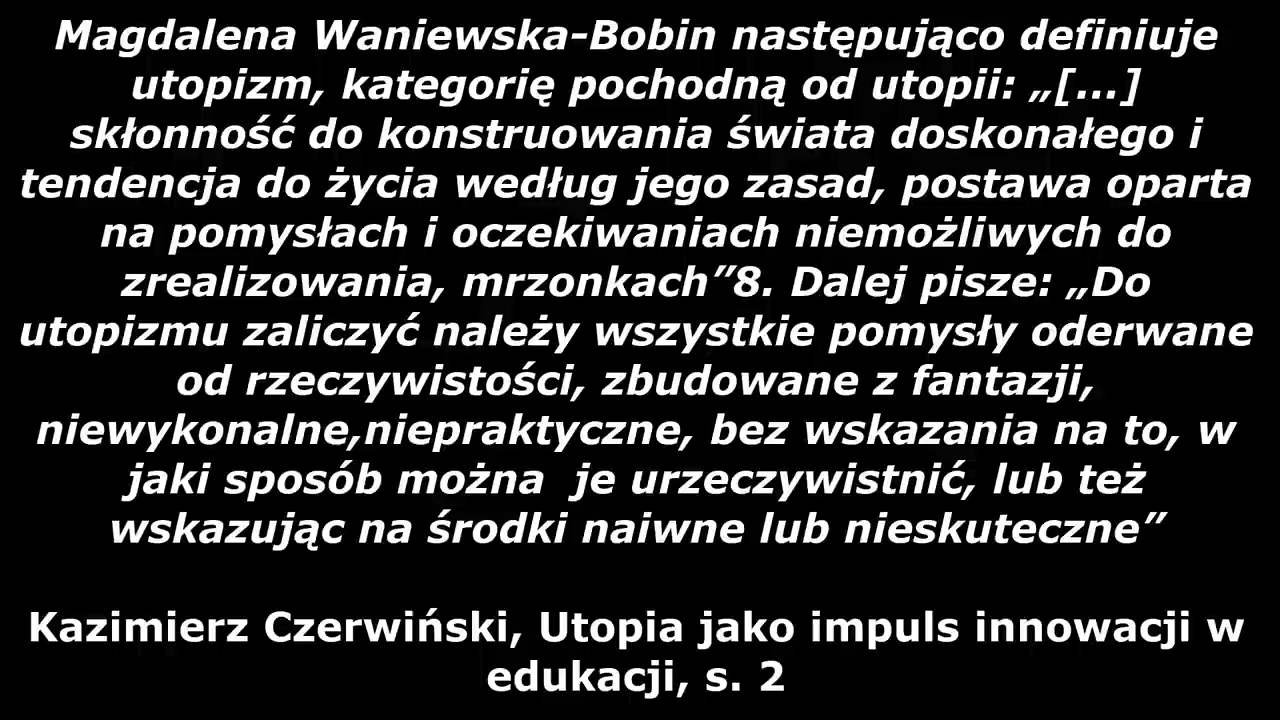 Magdalena Waniewska-Bobin następująco definiuje
utopizm, kategorię pochodną od utopii: „[...]
skłonność do konstruowania świata doskonałego i
tendencja do życia według jego zasad, postawa oparta
na pomysłach i oczekiwaniach niemożliwych do
zrealizowania, mrzonkach”8. Dalej pisze: „Do
utopizmu zaliczyć należy wszystkie pomysły oderwane
od rzeczywistości, zbudowane z fantazji,
niewykonalne,niepraktyczne, bez wskazania na to, w
jaki sposób można  je urzeczywistnić, lub też
wskazując na środki naiwne lub nieskuteczne”
Kazimierz Czerwiński, Utopia jako impuls innowacji w
edukacji, s. 2